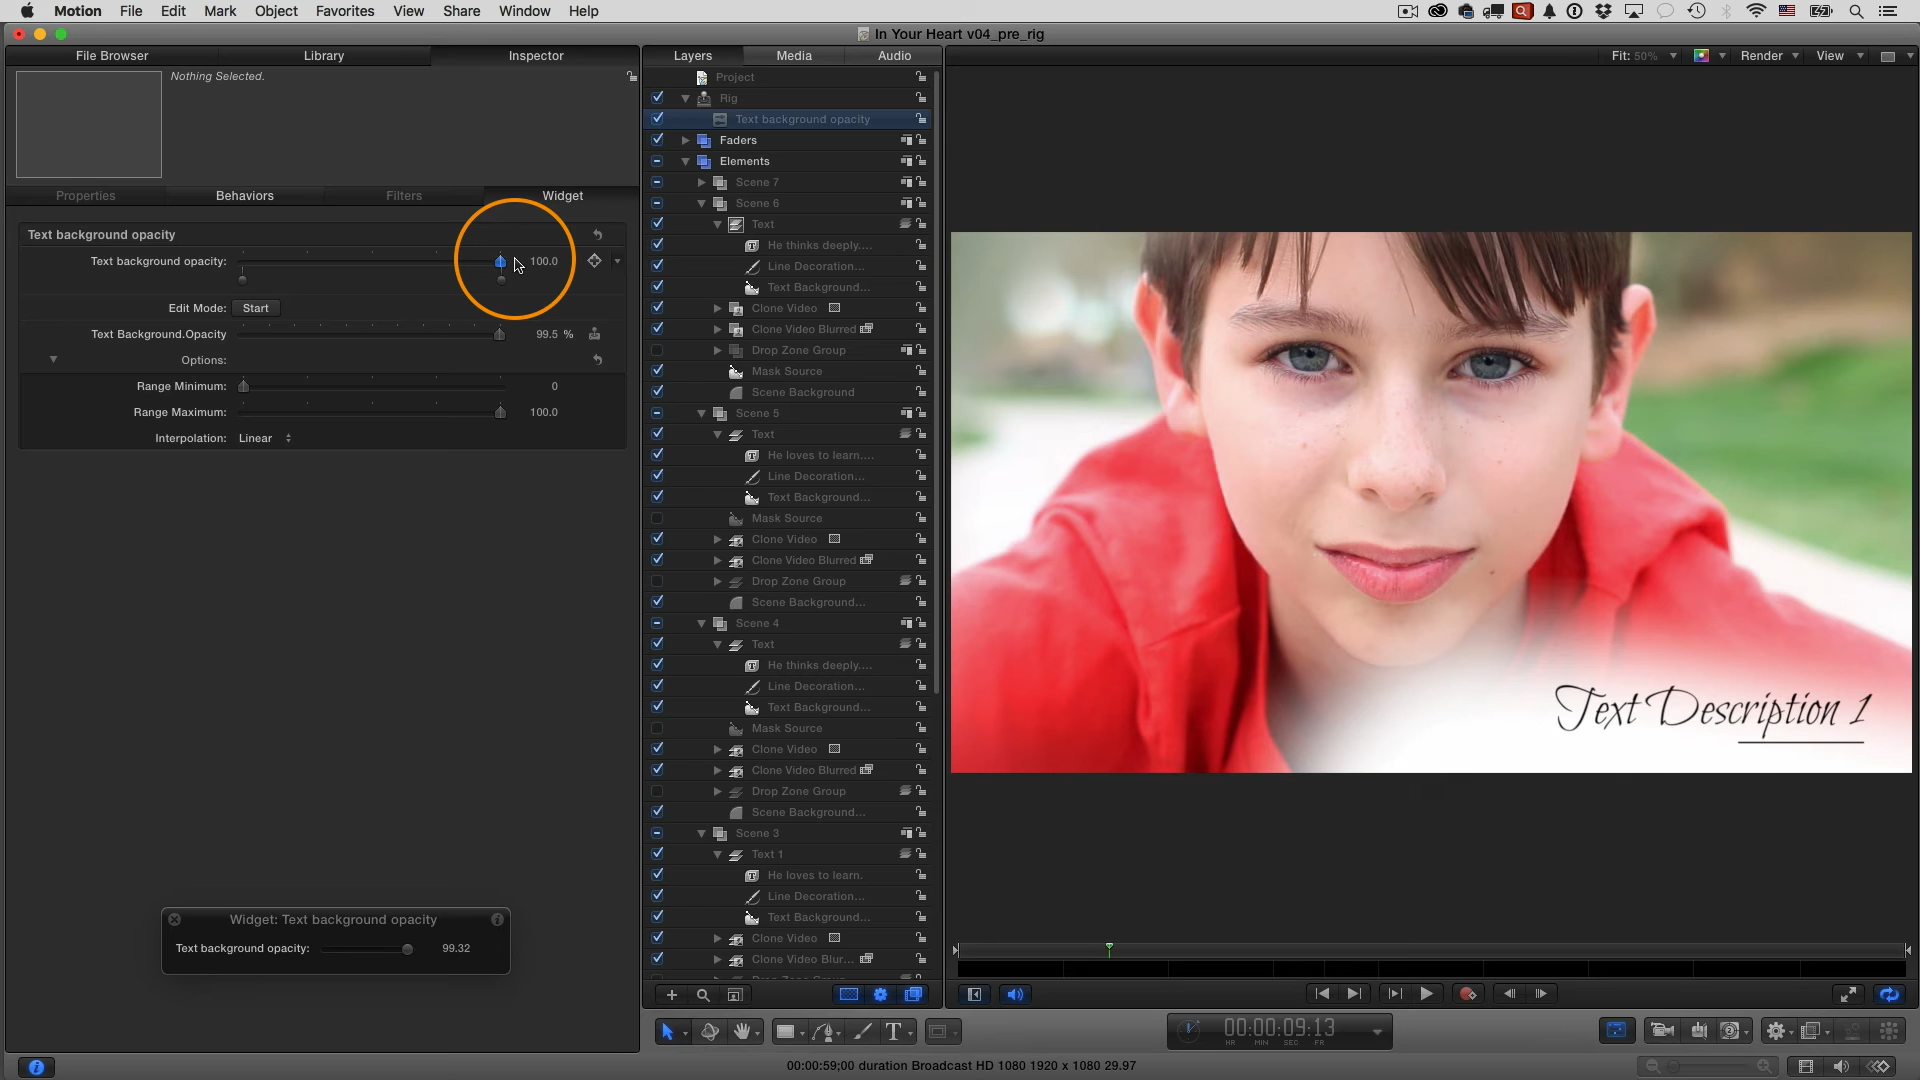 Motion File Edit Mark Object Favorites View Share Window Help
In Your Heart v04_pre_rig
File Browser Library Inspector
Layers Media Audio
Fit: 50% Render View
Nothing Selected.
Properties Behaviors Filters Widget
Text background opacity
Text background opacity: 100.0
Edit Mode: Start
Text Background.Opacity 99.5 %
Options:
Range Minimum: 0
Range Maximum: 100.0
Interpolation: Linear
Widget: Text background opacity
Text background opacity: 99.32
Project
Rig
Text background opacity
Faders
Elements
Scene 7
Scene 6
Text
He thinks deeply....
Line Decoration...
Text Background...
Clone Video
Clone Video Blurred
Drop Zone Group
Mask Source
Scene Background
Scene 5
Text
He loves to learn....
Line Decoration...
Text Background...
Mask Source
Clone Video
Clone Video Blurred
Drop Zone Group
Scene Background...
Scene 4
Text
He thinks deeply....
Line Decoration...
Text Background...
Mask Source
Clone Video
Clone Video Blurred
Drop Zone Group
Scene Background...
Scene 3
Text 1
He loves to learn.
Line Decoration...
Text Background...
Clone Video
Clone Video Blur...
Text Description 1
T
00:00:09:13
HR MIN SEC FR
00:00:59;00 duration Broadcast HD 1080 1920 x 1080 29.97